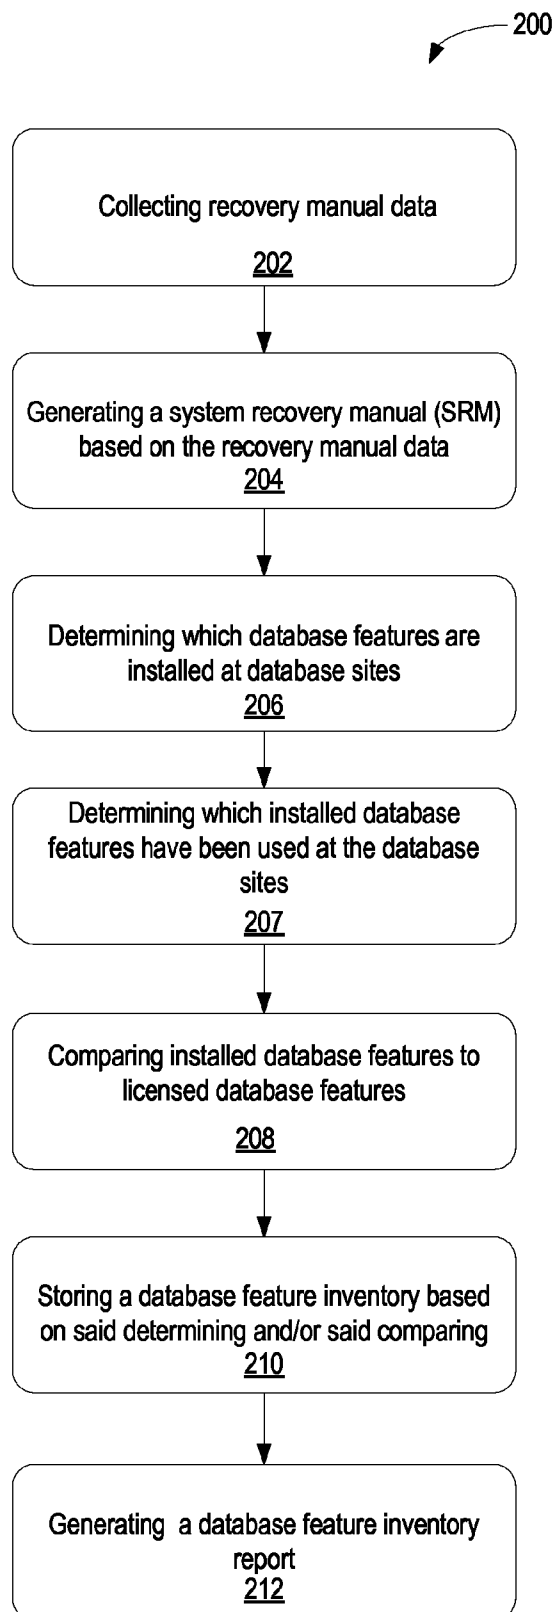 200
Collecting recovery manual data
202
Generating a system recovery manual (SRM)
based on the recovery manual data
204
Determining which database features are
installed at database sites
206
Determining which installed database
features have been used at the database
sites
207
Comparing installed database features to
licensed database features
208
Storing a database feature inventory based
on said determining and/or said comparing
210
Generating a database feature inventory
report
212